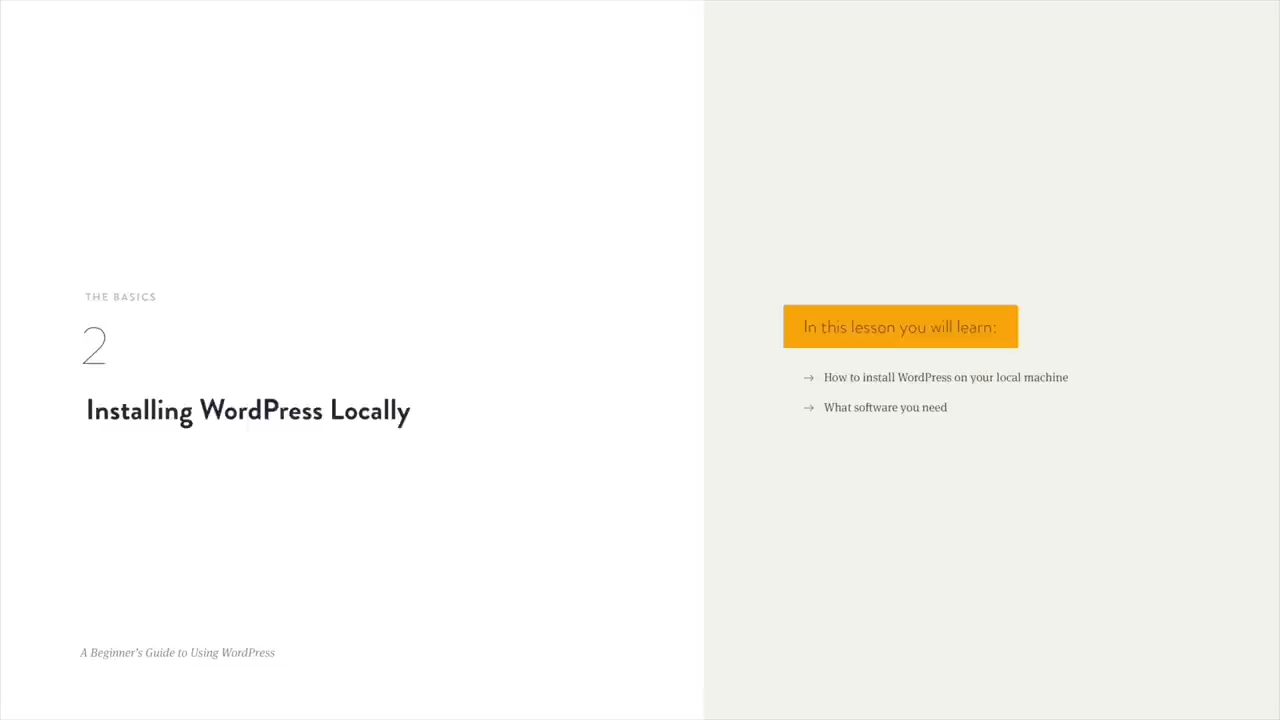 THE BASICS
2
Installing WordPress Locally
A Beginner's Guide to Using WordPress
In this lesson you will learn:
→ How to install WordPress on your local machine
→ What software you need